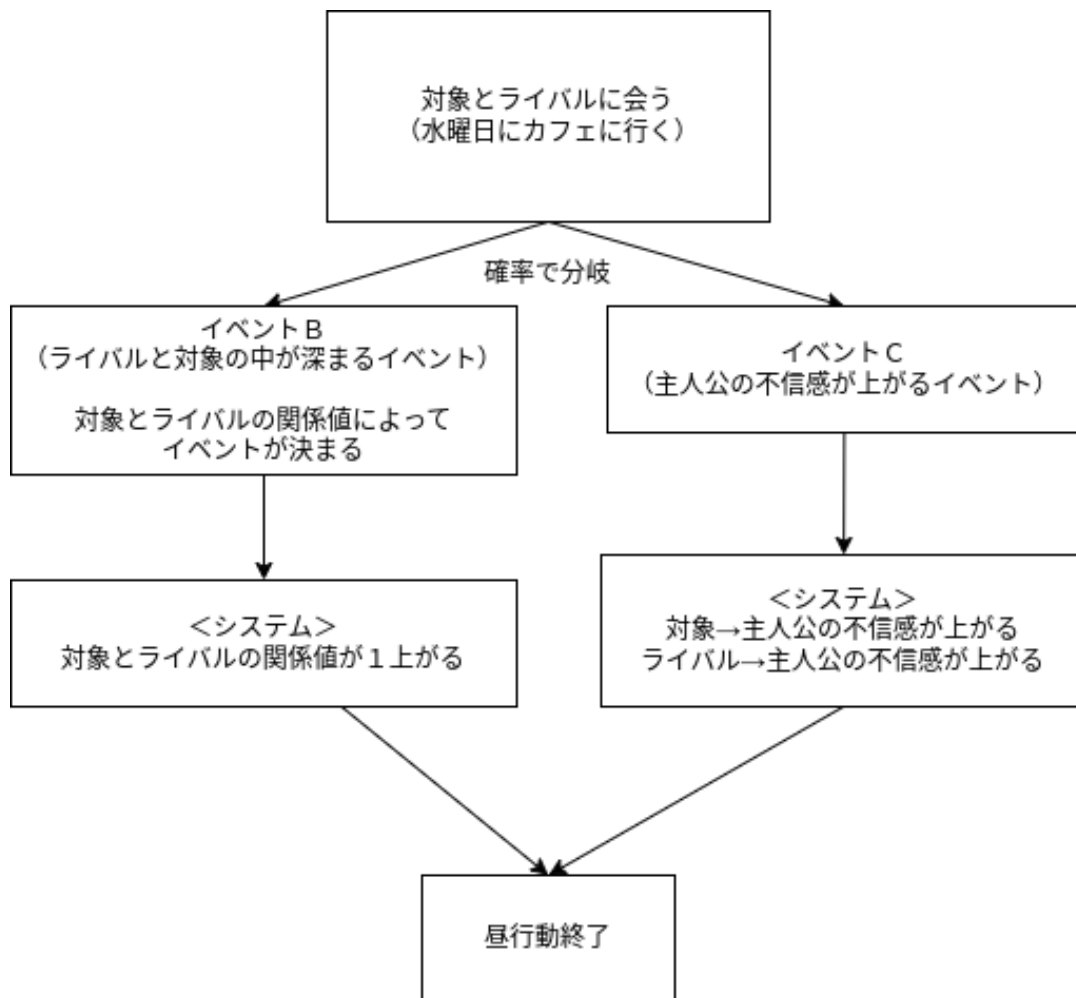 対象とライバルに会う
（水曜日にカフェに行く）
確率で分岐
イベントＢ
（ライバルと対象の中が深まるイベント）
対象とライバルの関係値によって
イベントが決まる
イベントＣ
（主人公の不信感が上がるイベント）
＜システム＞
対象とライバルの関係値が１上がる
＜システム＞
対象→主人公の不信感が上がる
ライバル→主人公の不信感が上がる
昼行動終了